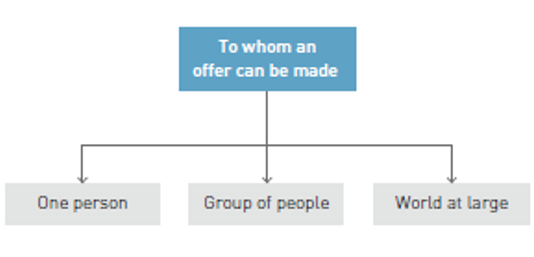 To whom an
offer can be made
One person
Group of people
World at large